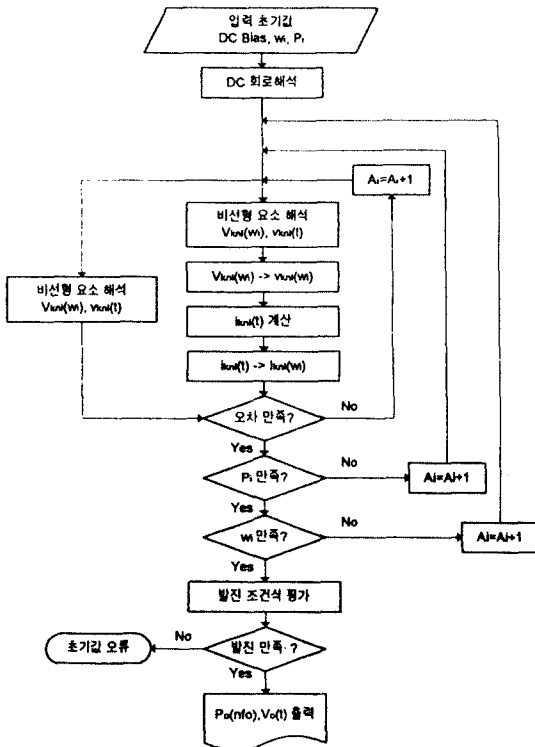 입력 초기값
DC Bias, wi, Pi
DC 회로해석
Ai=Ai+1
비선형 요소 해석
Vknl(wi), vknl(t)
Vknl(wi) -> vknl(wi)
비선형 요소 해석
Vknl(wi), vknl(t)
iknl(t) 계산
iknl(t) -> Iknl(wi)
오차 만족?
No
Yes
Pi 만족?
No
Ai=Ai+1
Yes
wi 만족?
No
Ai=Ai+1
Yes
발진 조건식 평가
초기값 오류
No
발진 만족 ?
Yes
Po(nfo),Vo(t) 출력